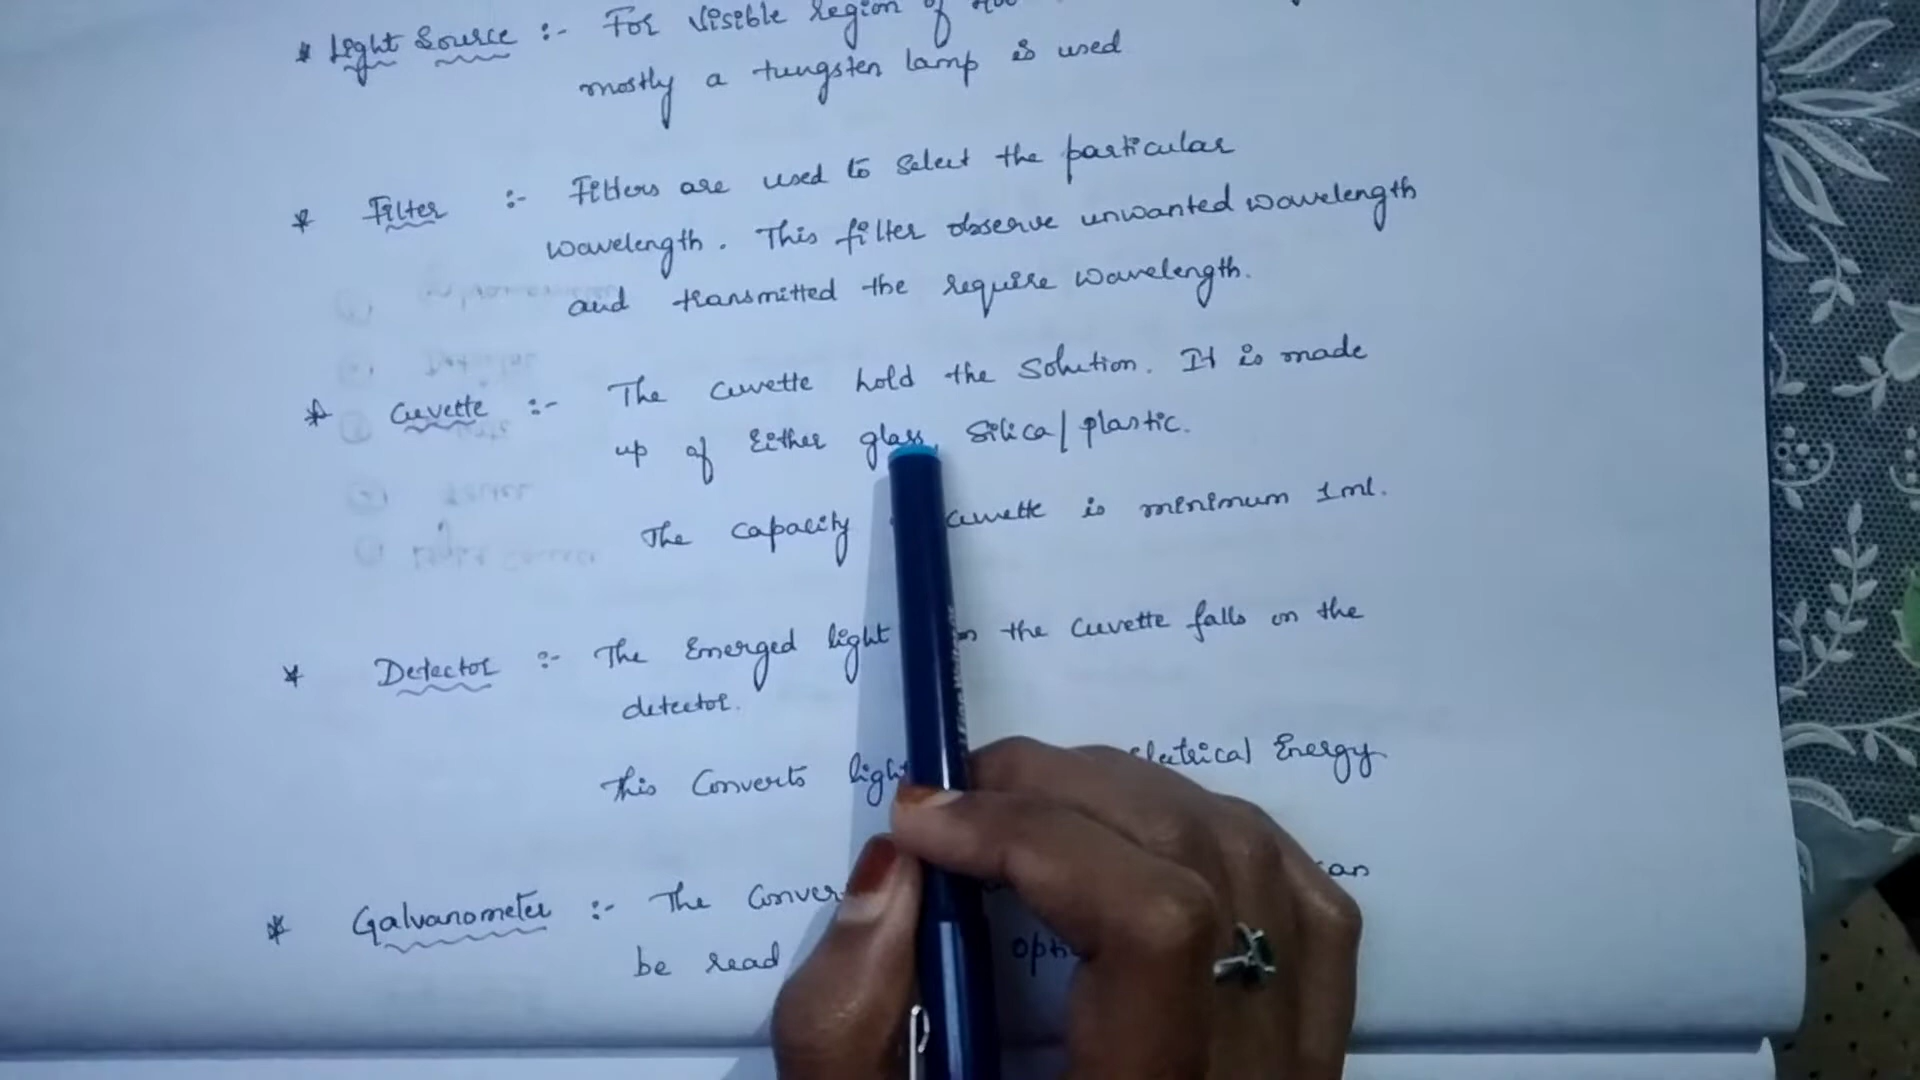 * Light Source :- For Visible Region of
mostly a tungsten lamp is used
* Filter :- Filters are used to Select the particular
wavelength. This filter observe unwanted wavelength
and transmitted the require wavelength.
* Cuvette :- The cuvette hold the Solution. It is made
up of Either glass, Silica/plastic.
The capacity cuvette is minimum 1ml.
* Detector :- The Emerged light the cuvette falls on the
detector.
This Converts light electrical Energy
* Galvanometer :- The
be read